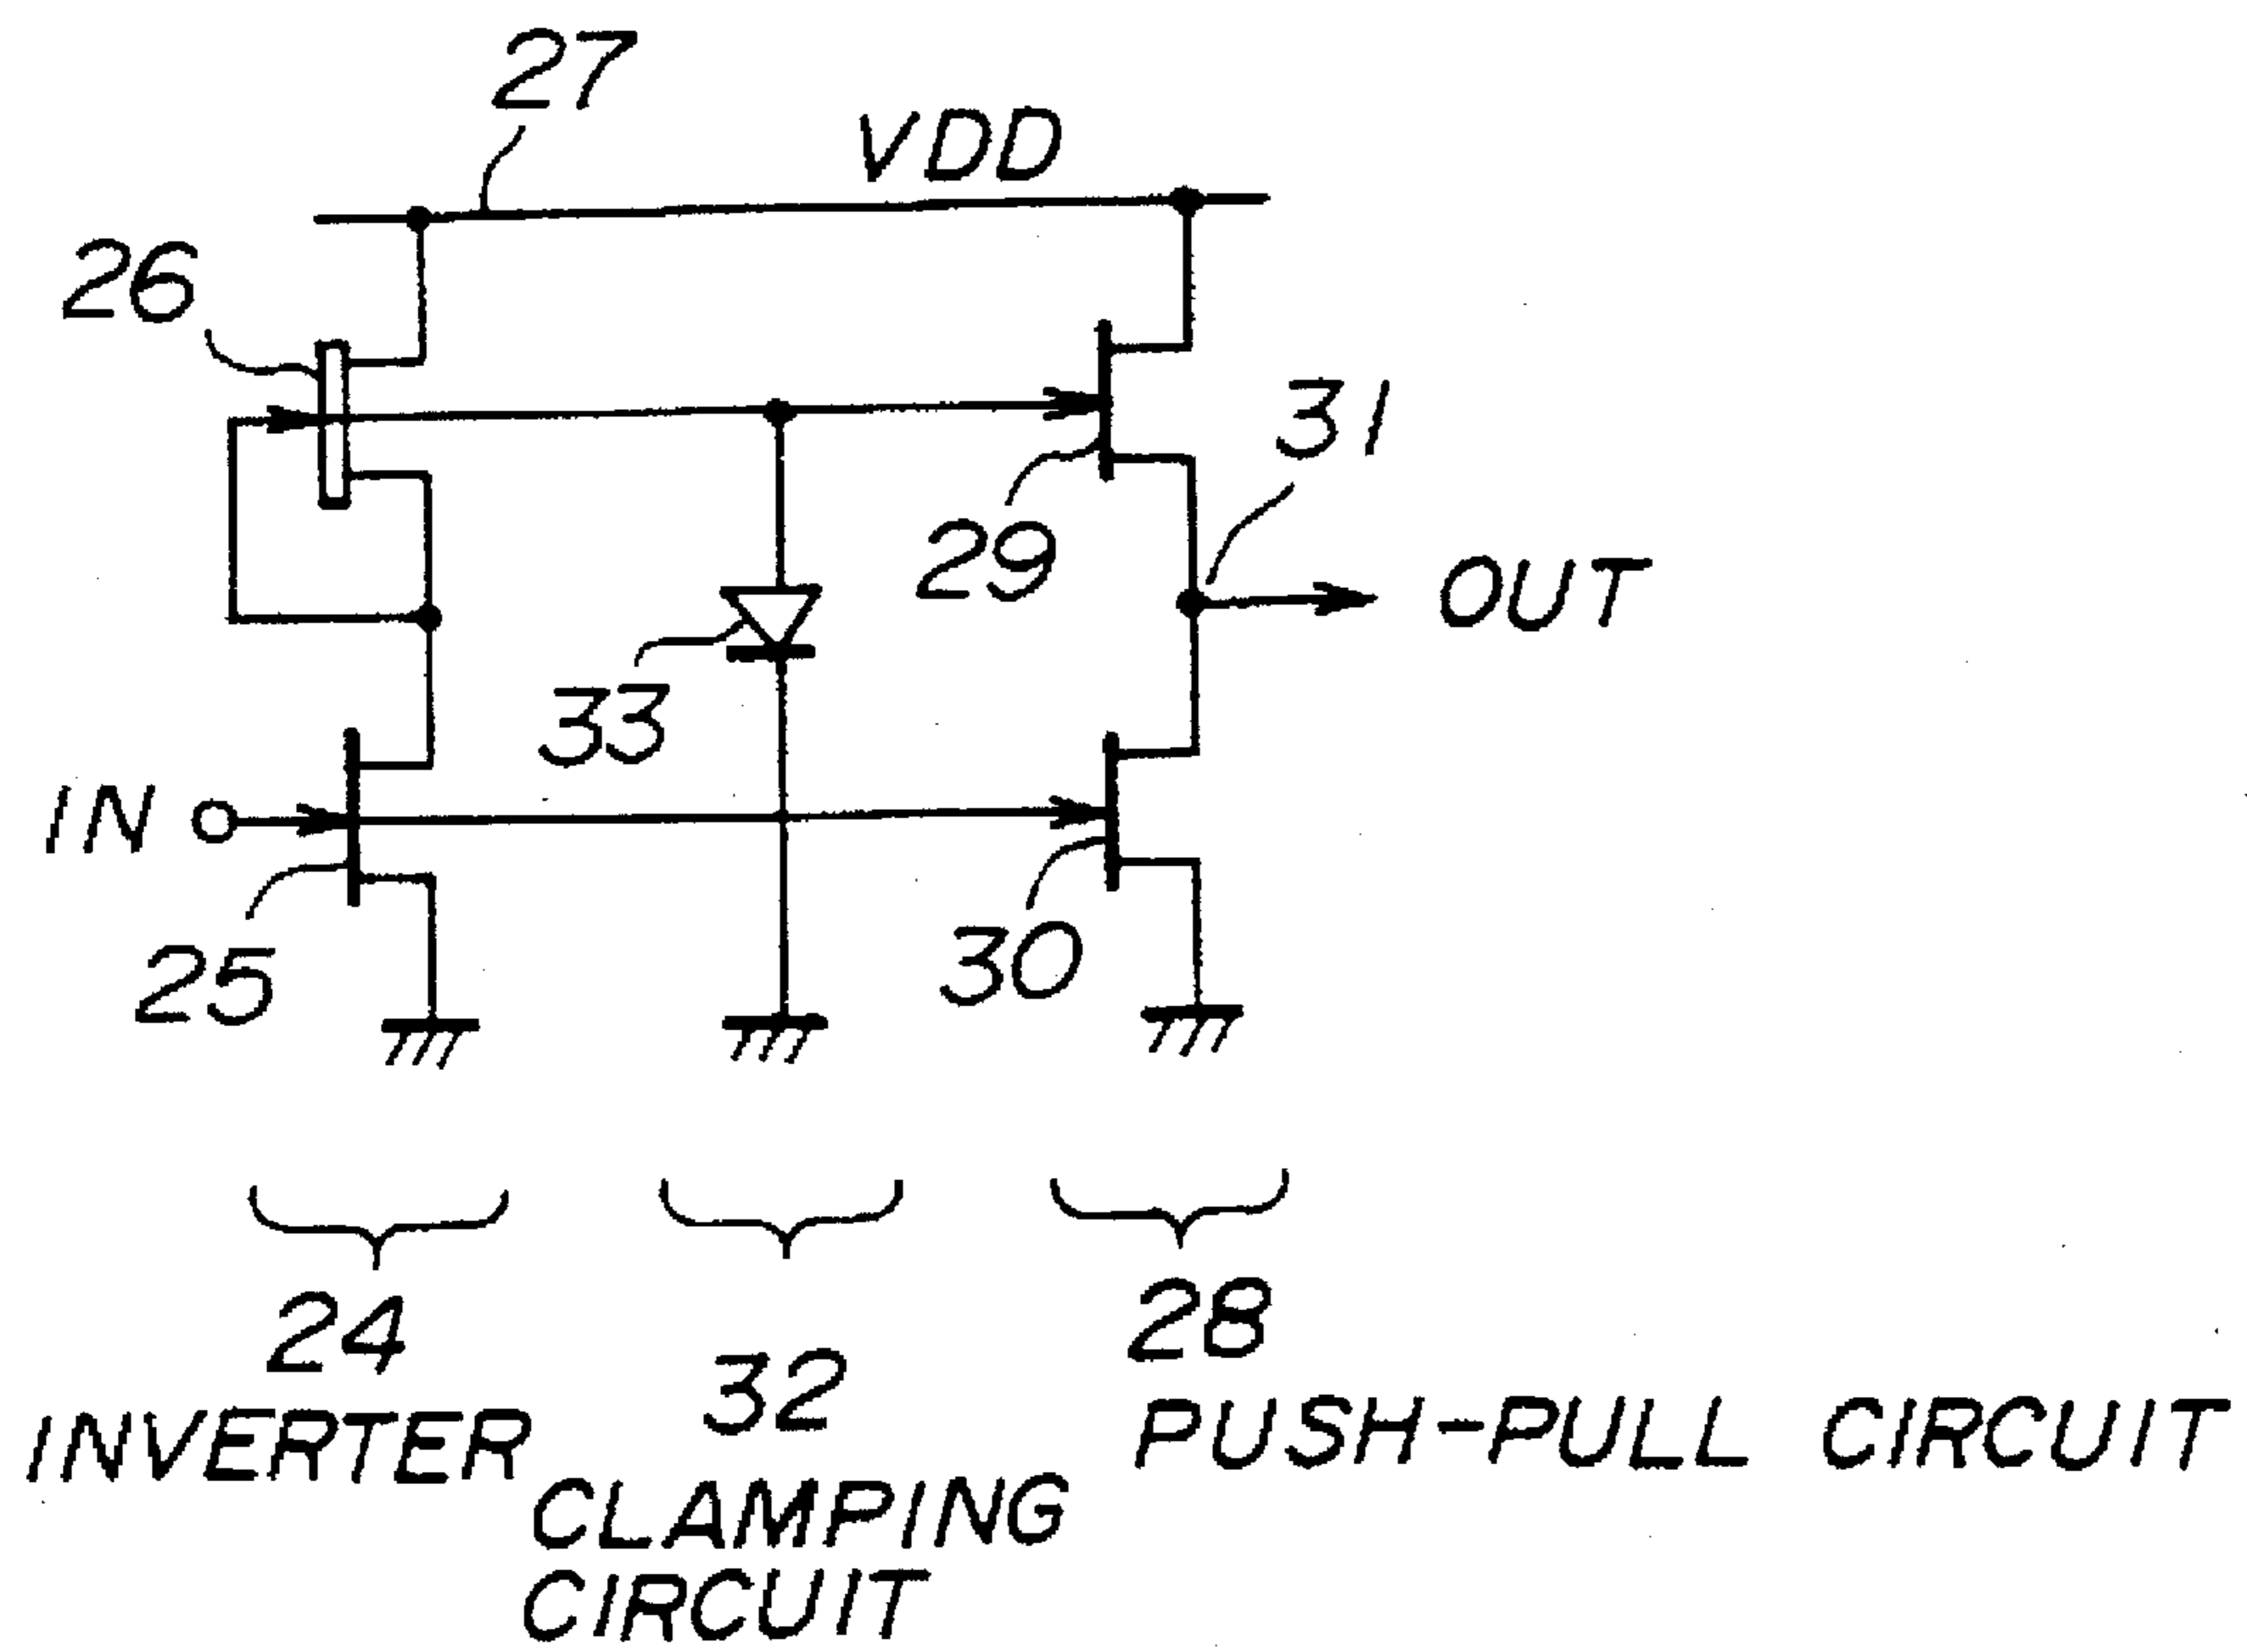 27
VDD
26
31
29
OUT
33
IN
25
30
24
INVERTER
32
CLAMPING
CIRCUIT
28
PUSH-PULL CIRCUIT